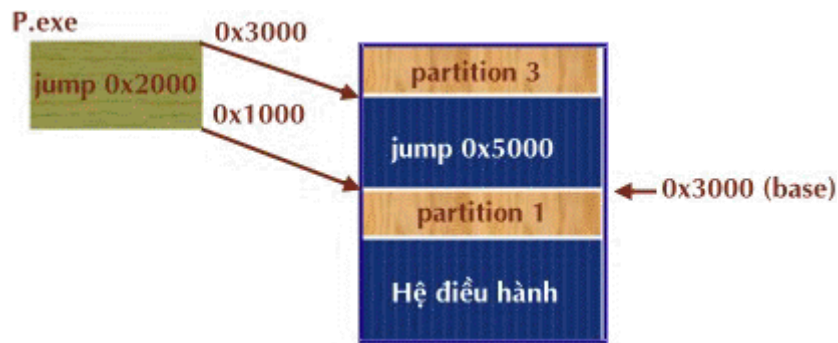 P.exe
jump 0x2000
0x3000
0x1000
partition 3
jump 0x5000
0x3000 (base)
partition 1
Hệ điều hành